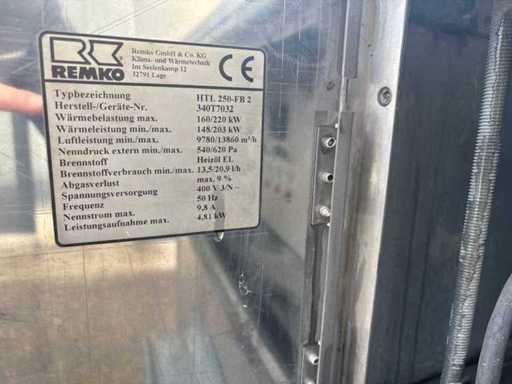 REMKO
Remko GmbH & Co. KG
Klima- und Wärmetechnik
Im Seelenkamp 12
32791 Lage
CE
Typbezeichnung HTL 250-FB 2
Herstell-/Geräte-Nr. 340T7032
Wärmebelastung max. 160/220 kW
Wärmeleistung min./max. 148/203 kW
Luftleistung min./max. 9780/13860 m³/h
Nenndruck extern min./max. 540/620 Pa
Brennstoff Heizöl EL
Brennstoffverbrauch min./max. 13,5/20,9 l/h
Abgasverlust max. 9 %
Spannungsversorgung 400 V 3/N ~
Frequenz 50 Hz
Nennstrom max. 9,8 A
Leistungsaufnahme max. 4,81 kW